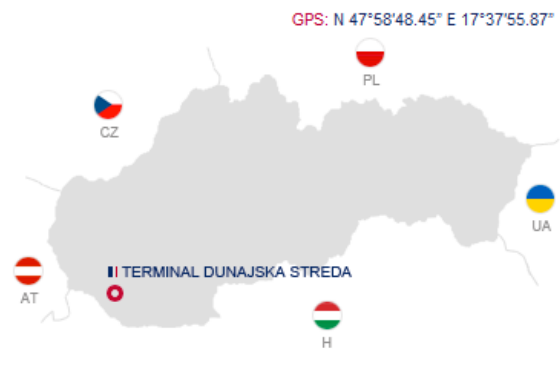 GPS: N 47°58'48.45" E 17°37'55.87"
PL
CZ
UA
TERMINAL DUNAJSKA STREDA
AT
H